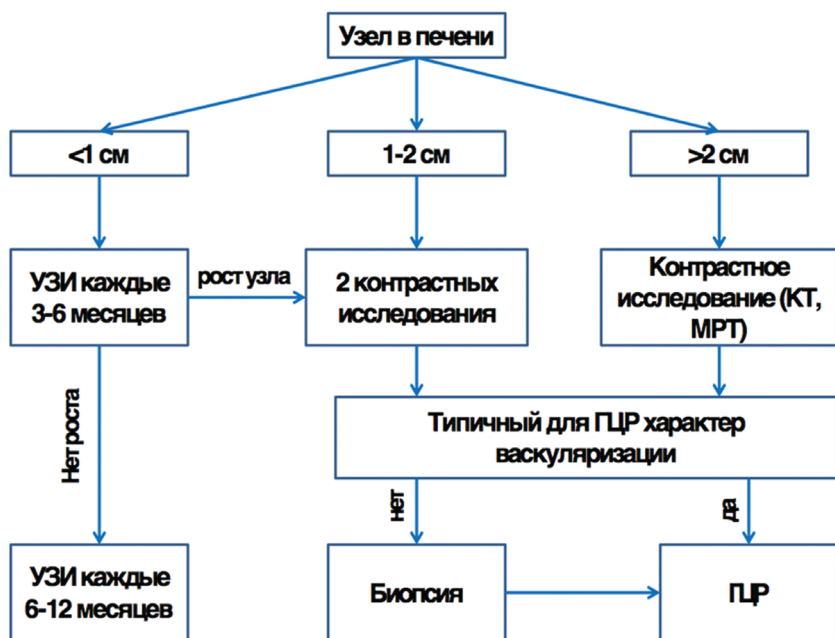 Узел в печени
<1 см
1-2 см
>2 см
УЗИ каждые
3-6 месяцев
рост узла
2 контрастных
исследования
Контрастное
исследование (КТ,
МРТ)
Нет роста
Типичный для ГЦР характер
васкуляризации
нет
да
УЗИ каждые
6-12 месяцев
Биопсия
ГЦР